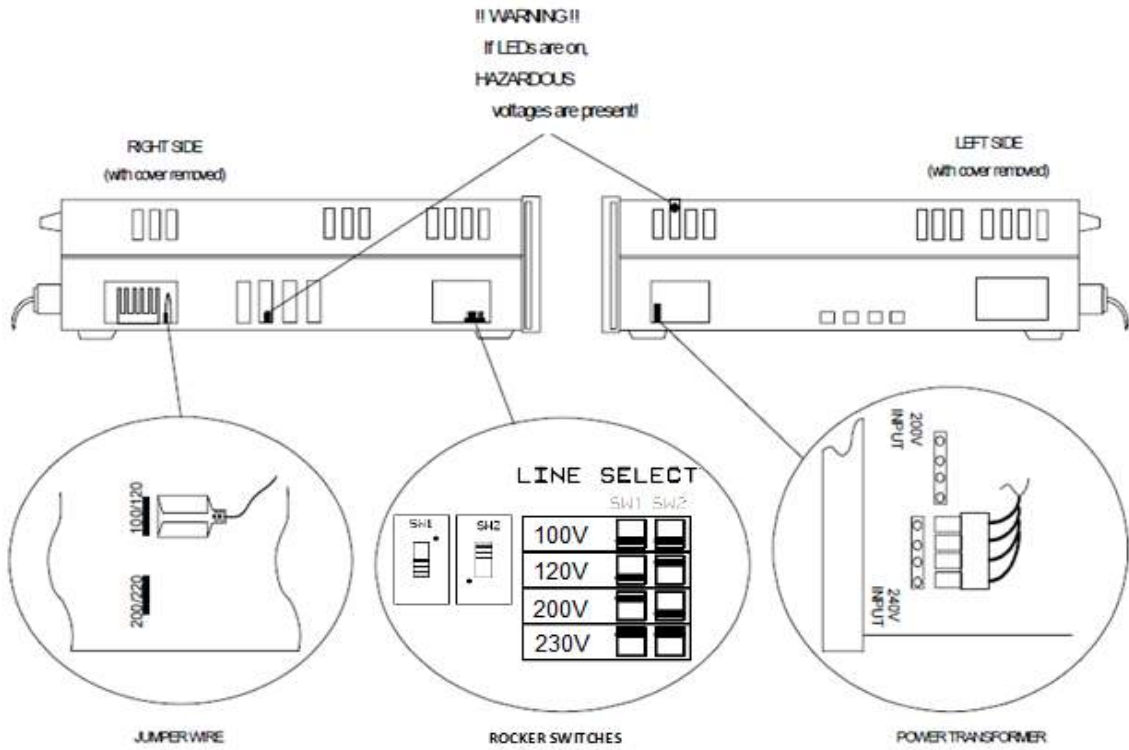 !! WARNING !!
If LEDs are on,
HAZARDOUS
voltages are present!
RIGHT SIDE
(with cover removed)
LEFT SIDE
(with cover removed)
100/120
200/220
JUMPER WIRE
LINE SELECT
SW1 SW2
SW1
SW2
100V
120V
200V
230V
ROCKER SWITCHES
200V
INPUT
240V
INPUT
POWER TRANSFORMER